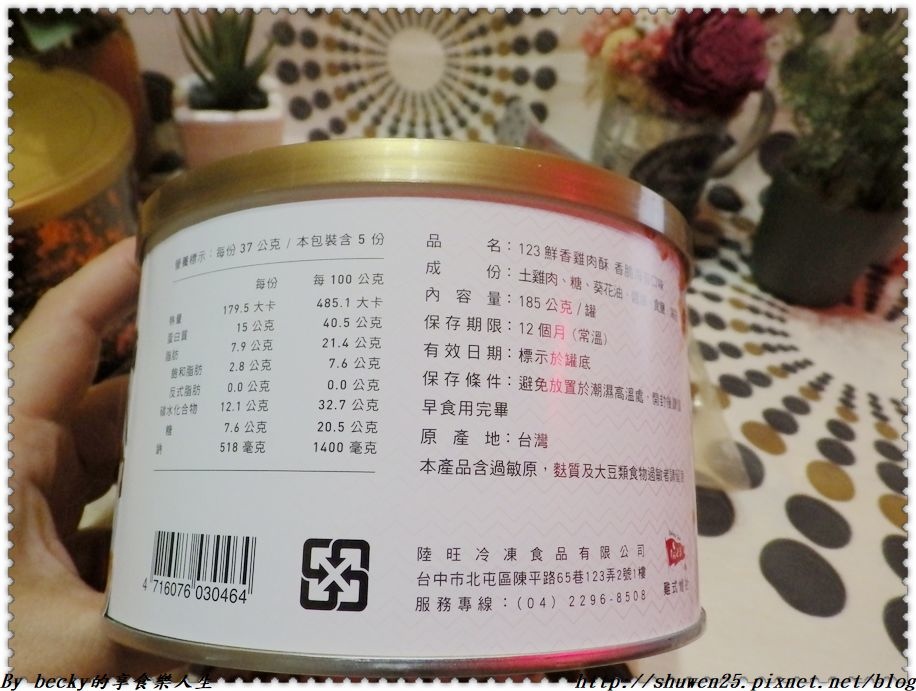 營養標示：每份 37 公克 / 本包裝含 5 份
每份 每 100 公克
熱量 179.5 大卡 485.1 大卡
蛋白質 15 公克 40.5 公克
脂肪 7.9 公克 21.4 公克
飽和脂肪 2.8 公克 7.6 公克
反式脂肪 0.0 公克 0.0 公克
碳水化合物 12.1 公克 32.7 公克
糖 7.6 公克 20.5 公克
鈉 518 毫克 1400 毫克
4 716076 030464
品名：123 鮮香雞肉酥 香脆 口味
成份：土雞肉、糖、葵花油、
內容量：185 公克 / 罐
保存期限：12 個月 (常溫)
有效日期：標示於罐底
保存條件：避免放置於潮濕高溫處，開封後請
早食用完畢
原產地：台灣
本產品含過敏原，麩質及大豆類食物過敏者請
陸旺冷凍食品有限公司
台中市北屯區陳平路65巷123弄2號1樓
服務專線：(04) 2296-8508
By becky的享食樂人生
http://shuwen25.pixnet.net/blog